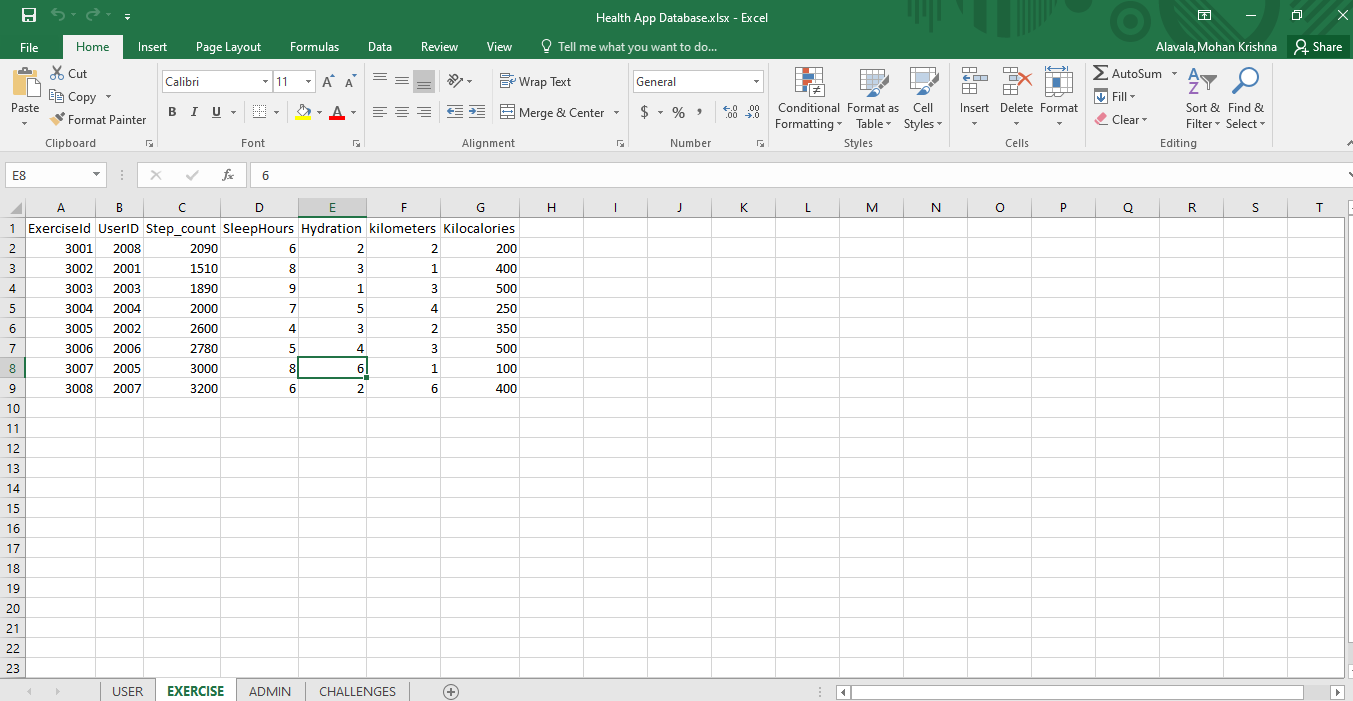 Health App Database.xlsx - Excel
File Home Insert Page Layout Formulas Data Review View Tell me what you want to do... Alavala,Mohan Krishna Share
Paste
Cut
Copy
Format Painter
Clipboard
Calibri 11
B I U
Font
Wrap Text
Merge & Center
Alignment
General
$ % ,
Number
Conditional Formatting
Format as Table
Cell Styles
Styles
Insert Delete Format
Cells
AutoSum
Fill
Clear
Sort & Filter
Find & Select
Editing
E8 fx 6
A B C D E F G H I J K L M N O P Q R S T
1 ExerciseId UserID Step_count SleepHours Hydration kilometers Kilocalories
2 3001 2008 2090 6 2 2 200
3 3002 2001 1510 8 3 1 400
4 3003 2003 1890 9 1 3 500
5 3004 2004 2000 7 5 4 250
6 3005 2002 2600 4 3 2 350
7 3006 2006 2780 5 4 3 500
8 3007 2005 3000 8 6 1 100
9 3008 2007 3200 6 2 6 400
10
11
12
13
14
15
16
17
18
19
20
21
22
23
USER EXERCISE ADMIN CHALLENGES